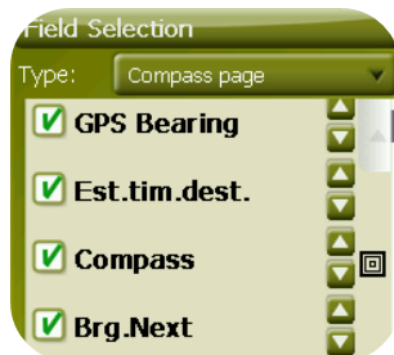 Field Selection
Type: Compass page
GPS Bearing
Est.tim.dest.
Compass
Brg.Next